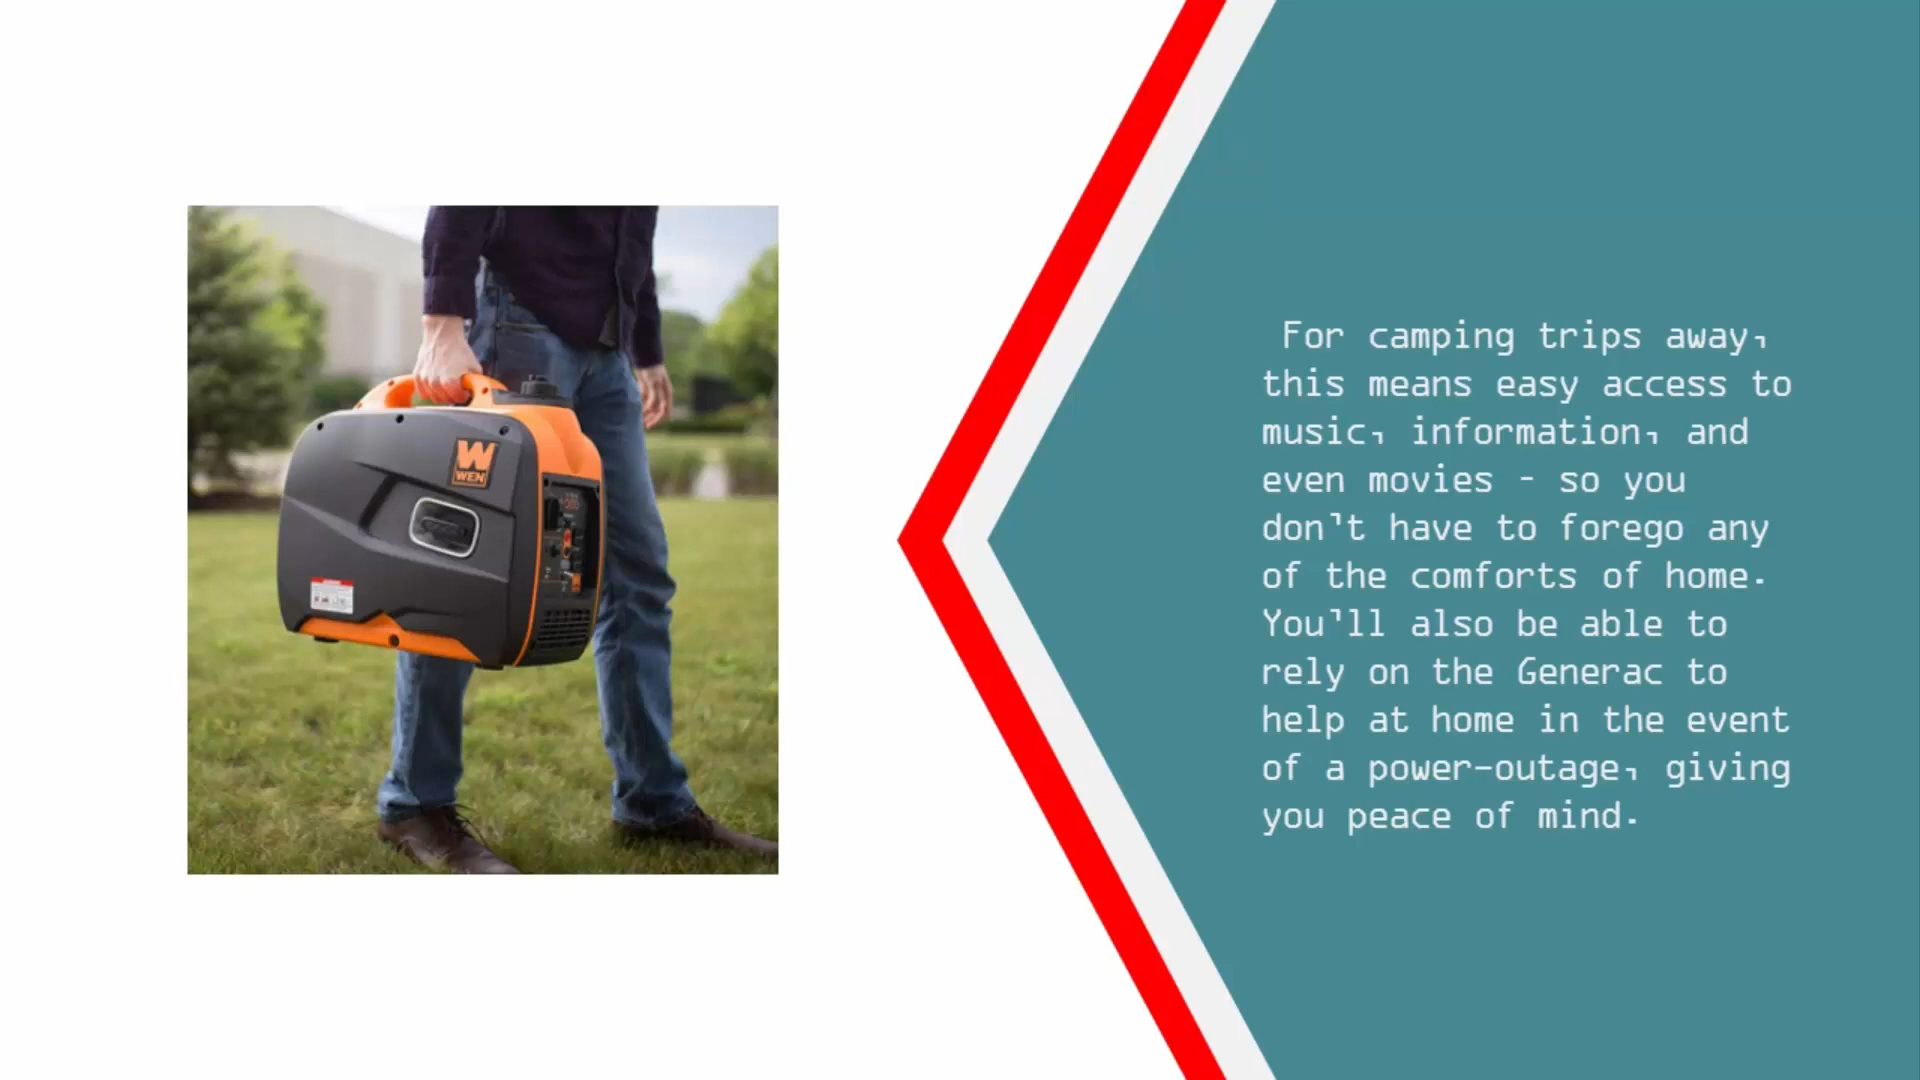 W
WEN
For camping trips away,
this means easy access to
music, information, and
even movies - so you
don't have to forego any
of the comforts of home.
You'll also be able to
rely on the Generac to
help at home in the event
of a power-outage, giving
you peace of mind.